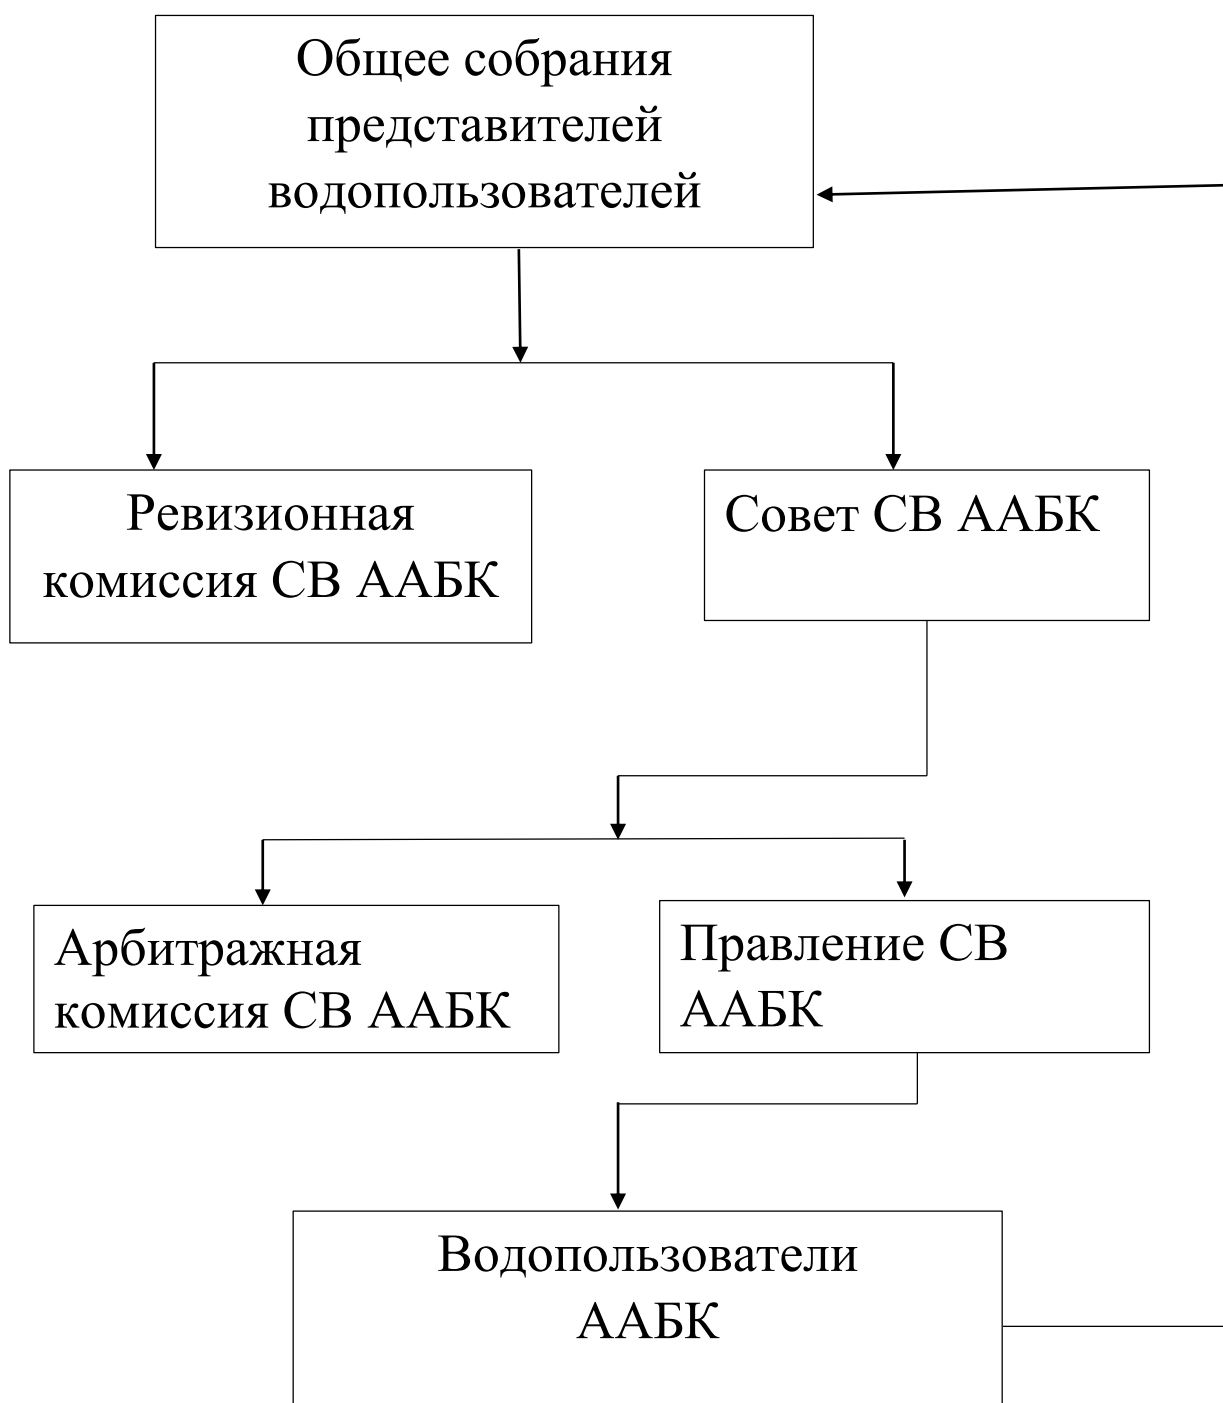 Общее собрания
представителей
водопользователей
Ревизионная
комиссия СВ ААБК
Совет СВ ААБК
Арбитражная
комиссия СВ ААБК
Правление СВ
ААБК
Водопользователи
ААБК